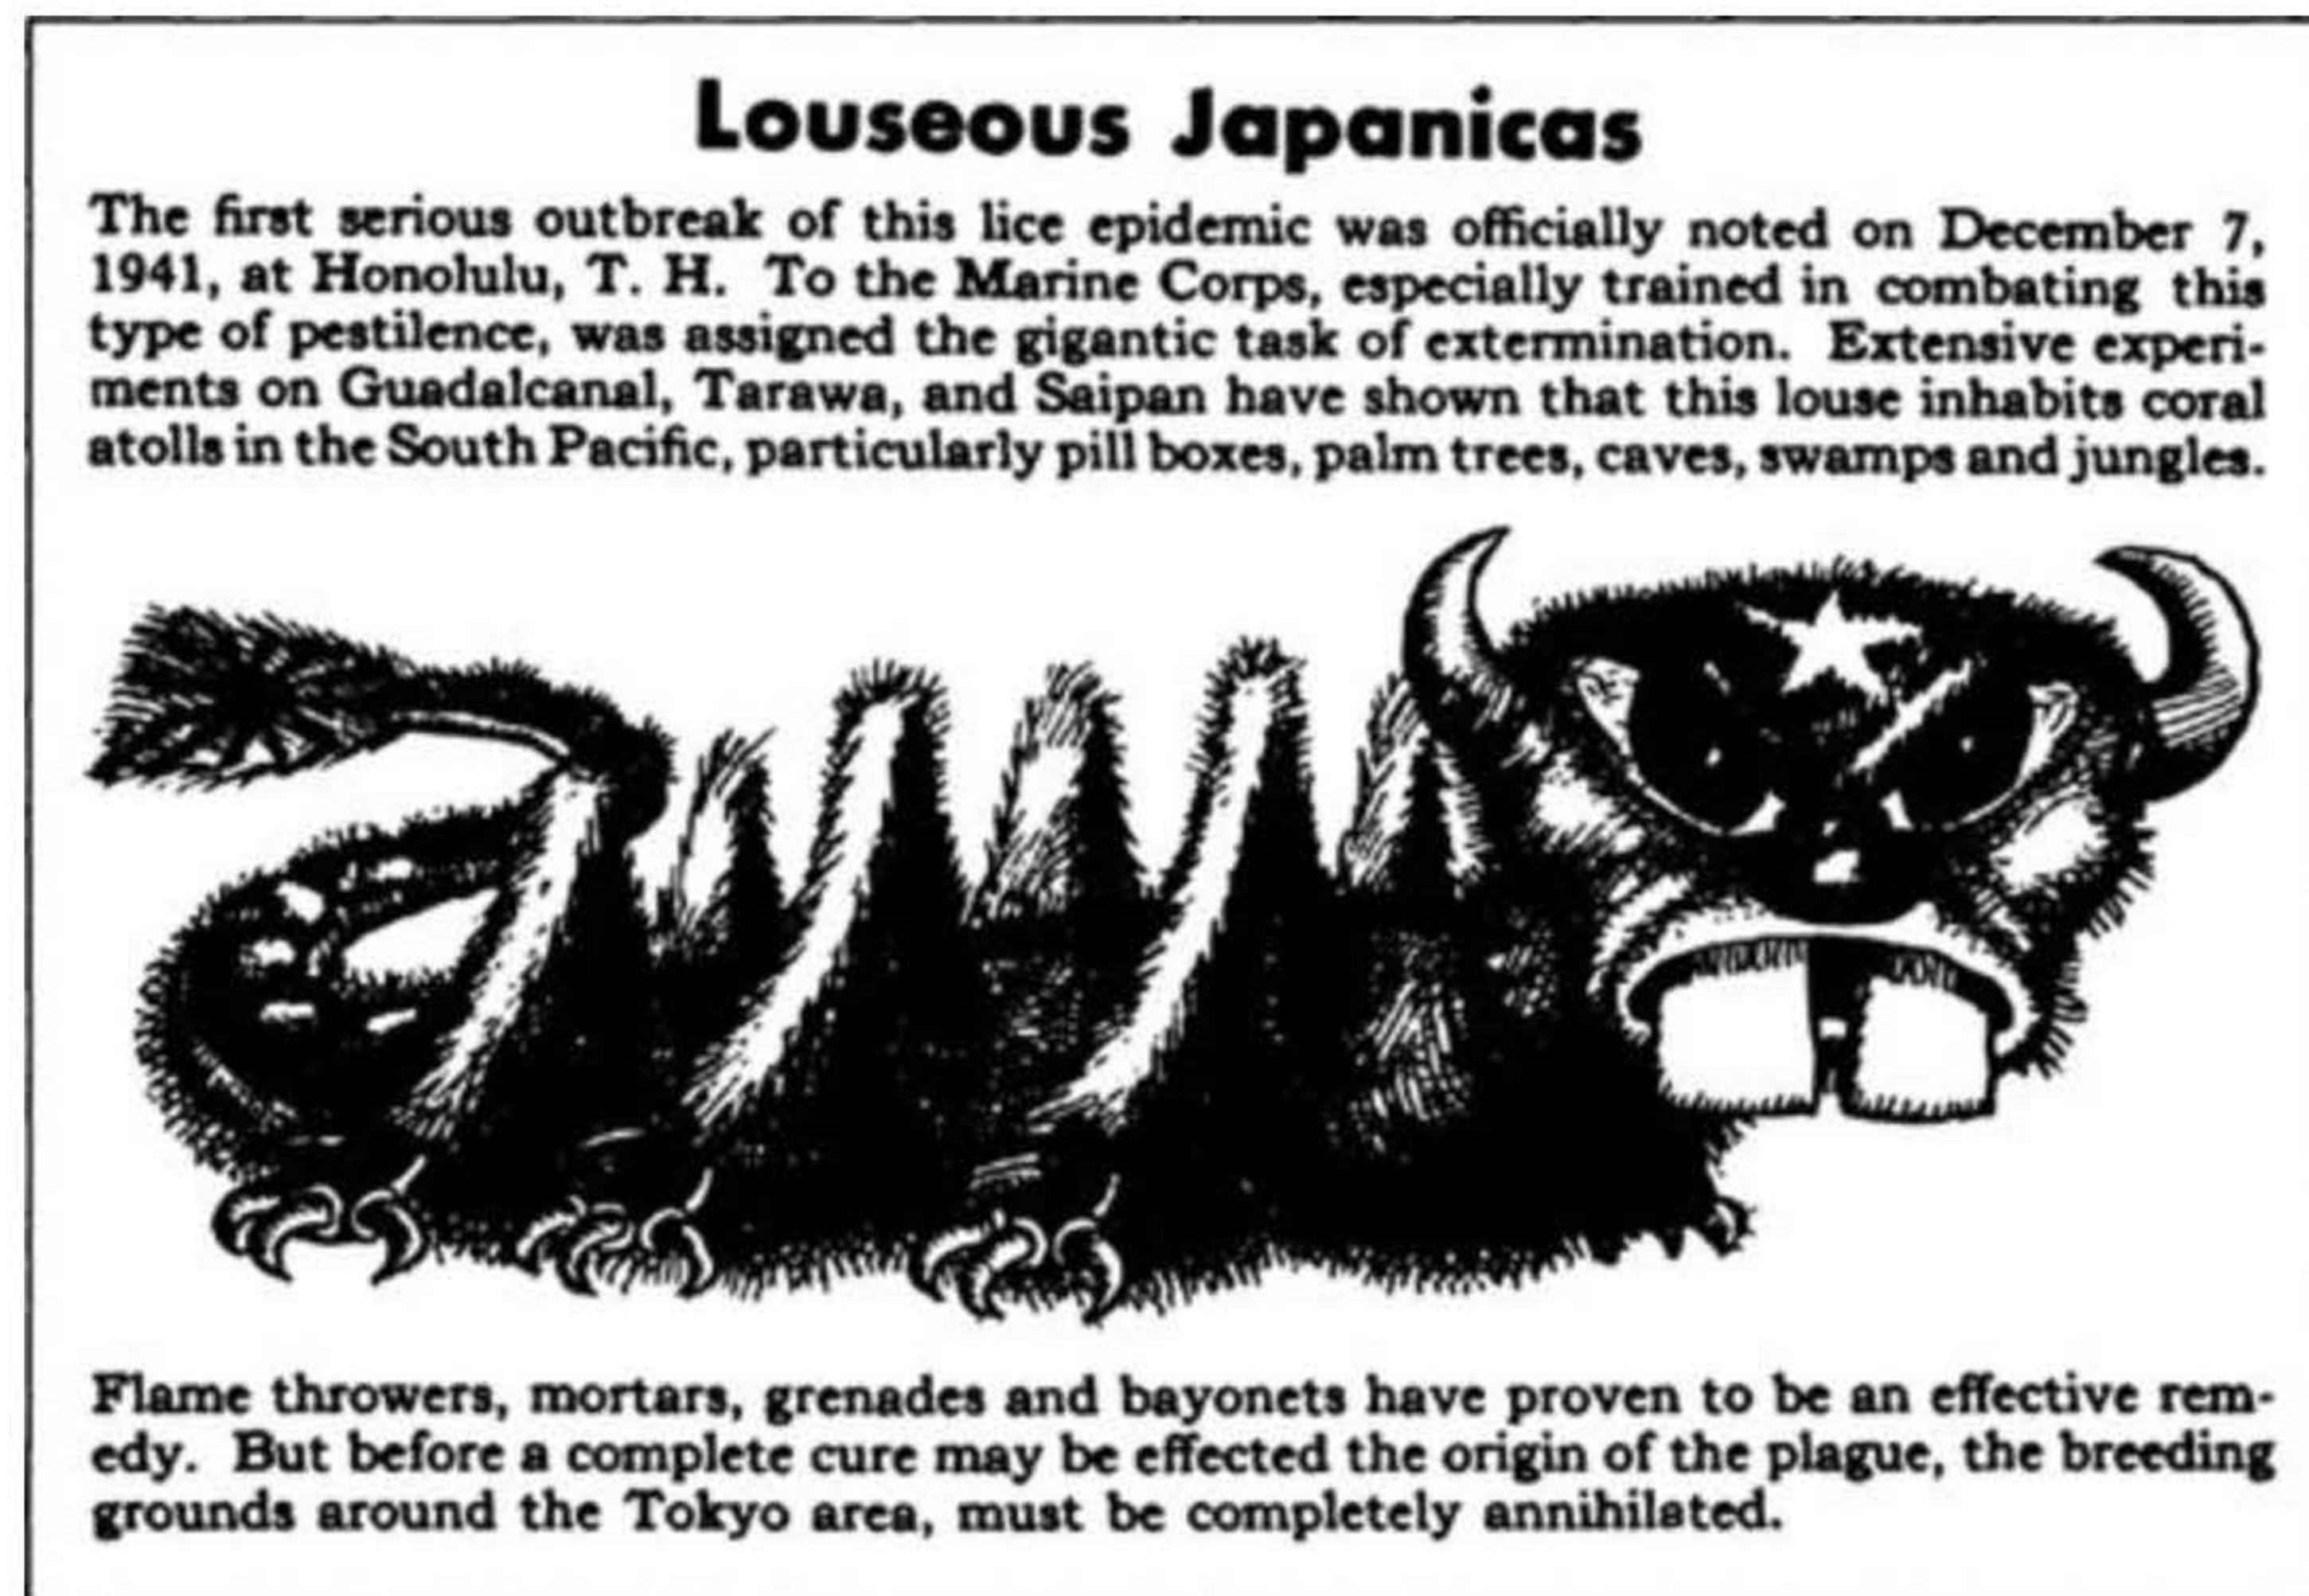 Louseous Japanicas
The first serious outbreak of this lice epidemic was officially noted on December 7,
1941, at Honolulu, T. H. To the Marine Corps, especially trained in combating this
type of pestilence, was assigned the gigantic task of extermination. Extensive experi-
ments on Guadalcanal, Tarawa, and Saipan have shown that this louse inhabits coral
atolls in the South Pacific, particularly pill boxes, palm trees, caves, swamps and jungles.
Flame throwers, mortars, grenades and bayonets have proven to be an effective rem-
edy. But before a complete cure may be effected the origin of the plague, the breeding
grounds around the Tokyo area, must be completely annihilated.